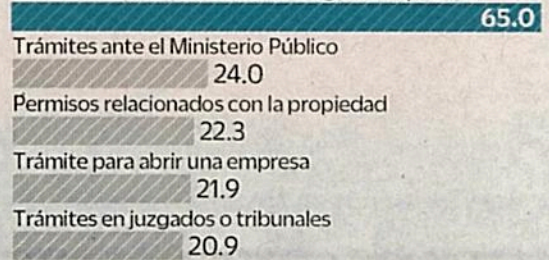 65.0
Trámites ante el Ministerio Público
24.0
Permisos relacionados con la propiedad
22.3
Trámite para abrir una empresa
21.9
Trámites en juzgados o tribunales
20.9